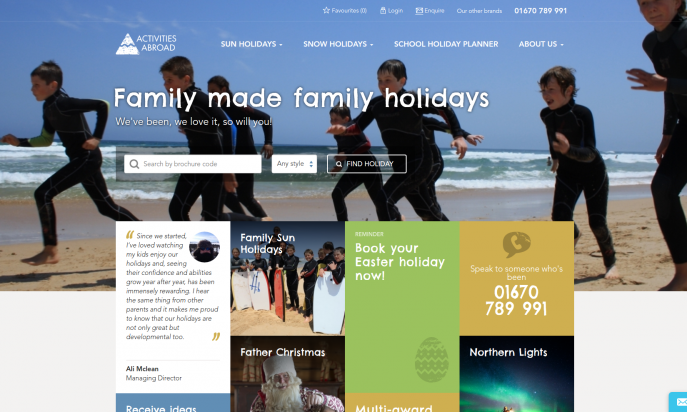 Favourites (0)
Login
Enquire
Our other brands
01670 789 991
ACTIVITIES
ABROAD
SUN HOLIDAYS
SNOW HOLIDAYS
SCHOOL HOLIDAY PLANNER
ABOUT US
Family made family holidays
We've been, we love it, so will you!
Search by brochure code
Any style
FIND HOLIDAY
“ Since we started,
I've loved watching
my kids enjoy our
holidays and, seeing
their confidence and abilities
grow year after year, has been
immensely rewarding. I hear
the same thing from other
parents and it makes me proud
to know that our holidays are
not only great but
developmental too. ”
Ali Mclean
Managing Director
Family Sun
Holidays
REMINDER
Book your
Easter holiday
now!
Speak to someone who's
been
01670
789 991
Father Christmas
Northern Lights
Receive ideas
Multi-award